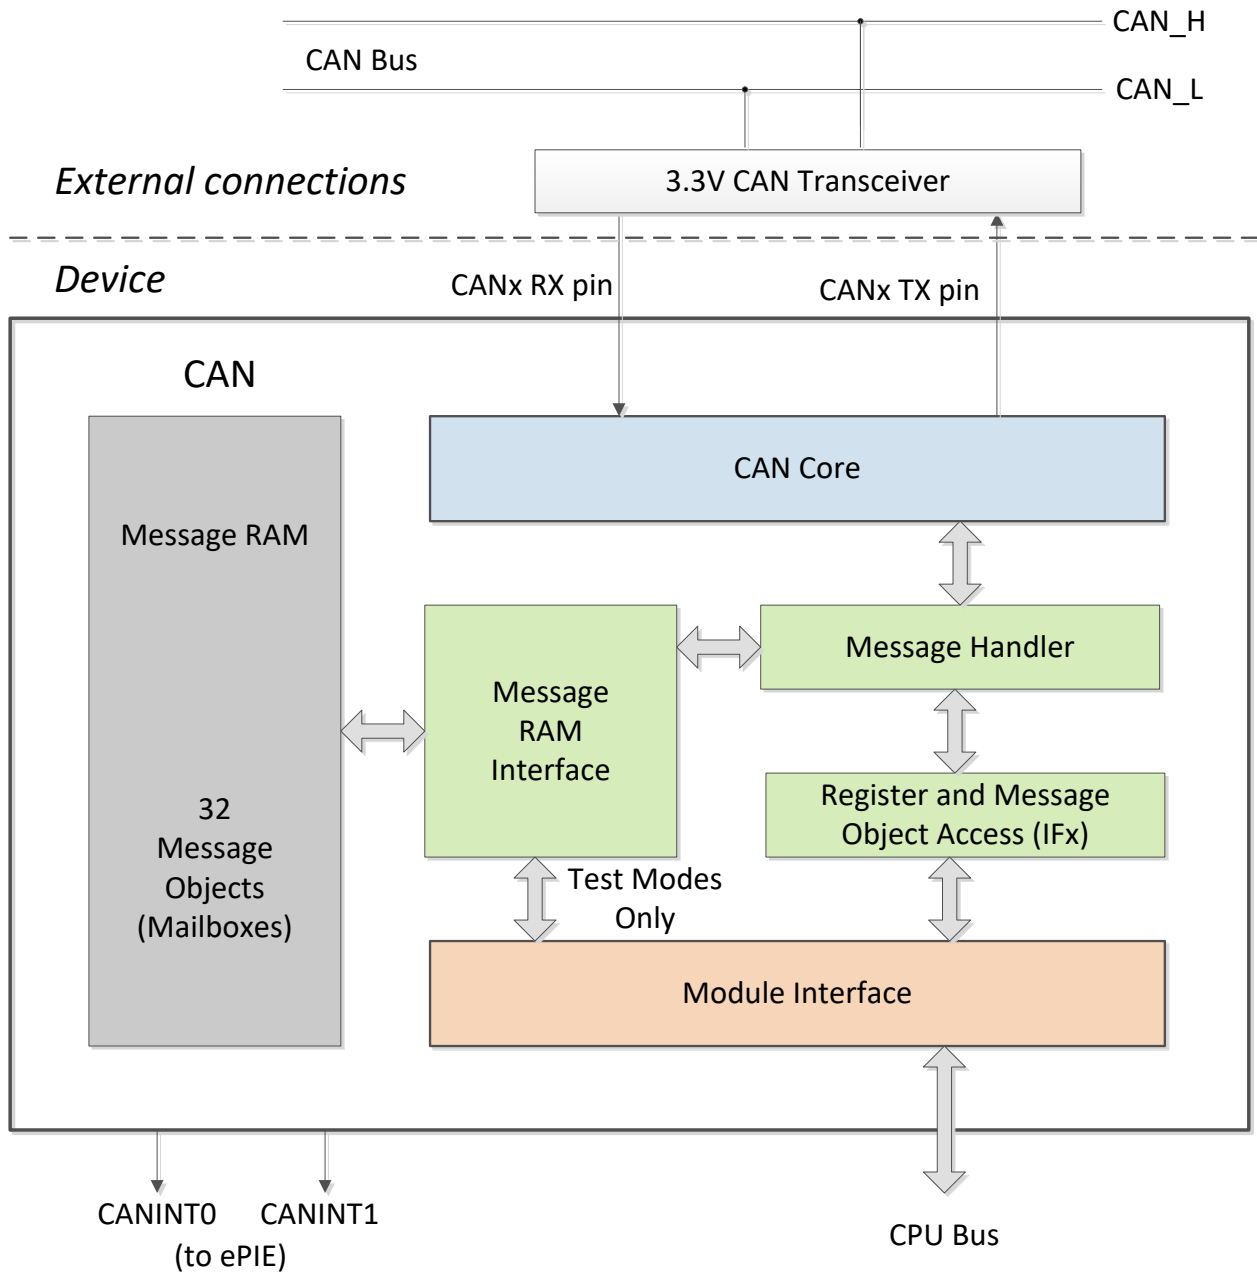 CAN_H
CAN Bus
CAN_L
External connections
3.3V CAN Transceiver
Device
CANx RX pin
CANx TX pin
CAN
CAN Core
Message RAM
Message Handler
Message
RAM
Interface
Register and Message
Object Access (IFx)
32
Message
Objects
(Mailboxes)
Test Modes
Only
Module Interface
CANINT0
CANINT1
(to ePIE)
CPU Bus